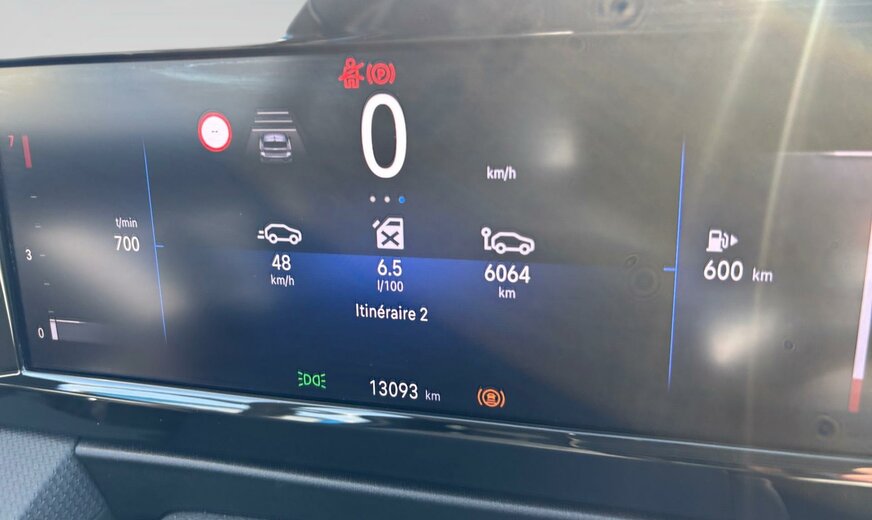 P
0
km/h
7
t/min
700
3
0
48
km/h
6.5
l/100
6064
km
600 km
Itinéraire 2
13093 km